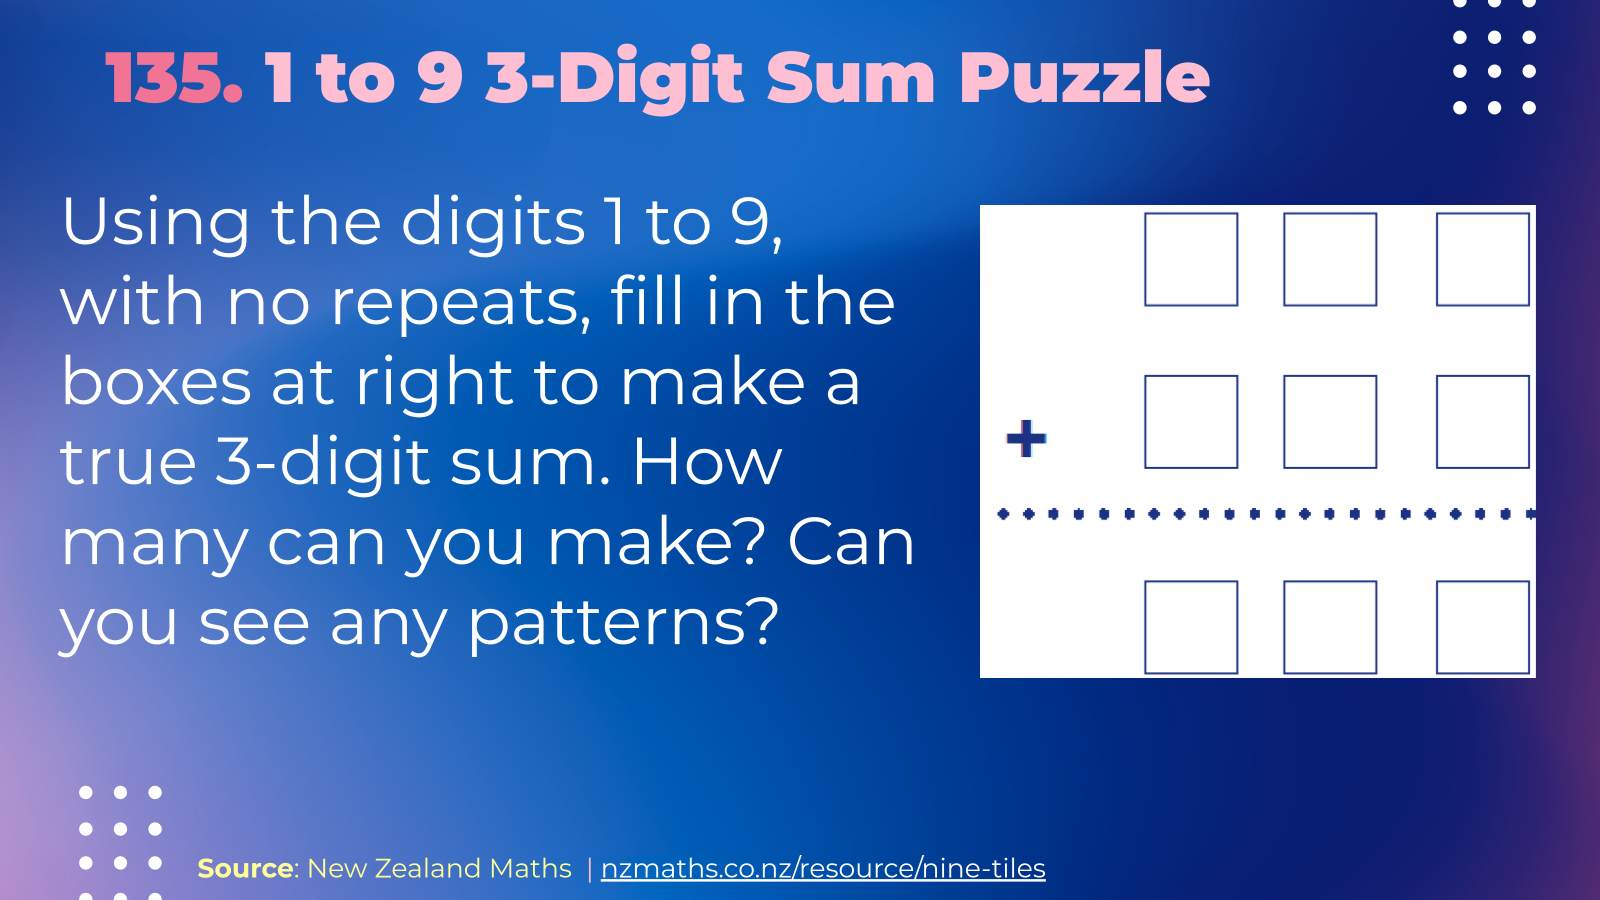 135. 1 to 9 3-Digit Sum Puzzle
Using the digits 1 to 9,
with no repeats, fill in the
boxes at right to make a
true 3-digit sum. How
many can you make? Can
you see any patterns?
+
Source: New Zealand Maths | nzmaths.co.nz/resource/nine-tiles